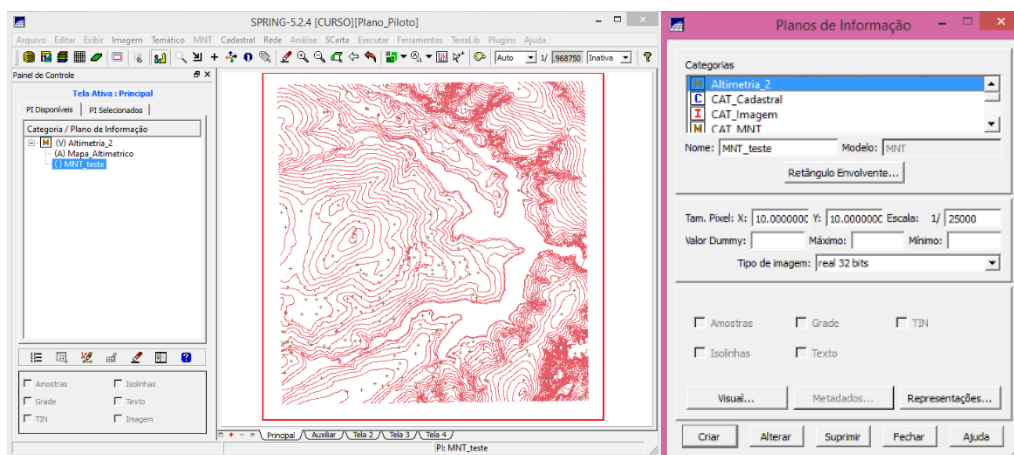 SPRING-5.2.4 [CURSO][Plano_Piloto]
Arquivo Editar Exibir Imagem Temático MNT Cadastral Rede Análise SCarta Executar Ferramentas TerraLib Plugins Ajuda
Auto 1/ .968750 Inativa
Painel de Controle
Tela Ativa : Principal
PI Disponíveis PI Selecionados
Categoria / Plano de Informação
M (V) Altimetria_2
(A) Mapa_Altimetrico
( ) MNT_teste
Amostras Isolinhas
Grade Texto
TIN Imagem
Principal Auxiliar Tela 2 Tela 3 Tela 4
PI: MNT_teste
Planos de Informação
Categorias
M Altimetria_2
C CAT_Cadastral
I CAT_Imagem
M CAT_MNT
Nome: MNT_teste Modelo: MNT
Retângulo Envolvente...
Tam. Pixel: X: 10.0000000 Y: 10.0000000 Escala: 1/ 25000
Valor Dummy: Máximo: Mínimo:
Tipo de imagem: real 32 bits
Amostras Grade TIN
Isolinhas Texto
Visual... Metadados... Representações...
Criar Alterar Suprimir Fechar Ajuda